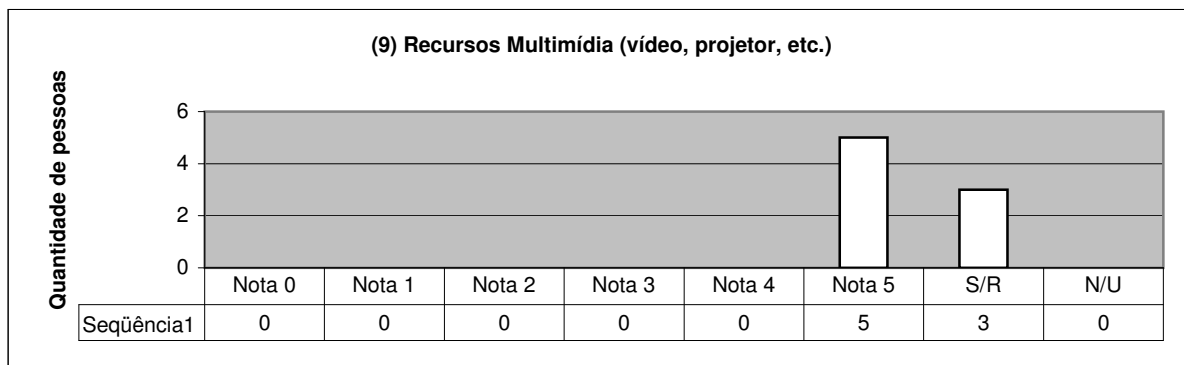 (9) Recursos Multimídia (vídeo, projetor, etc.)
Quantidade de pessoas
6
4
2
0
Nota 0 Nota 1 Nota 2 Nota 3 Nota 4 Nota 5 S/R N/U
Seqüência1 0 0 0 0 0 5 3 0